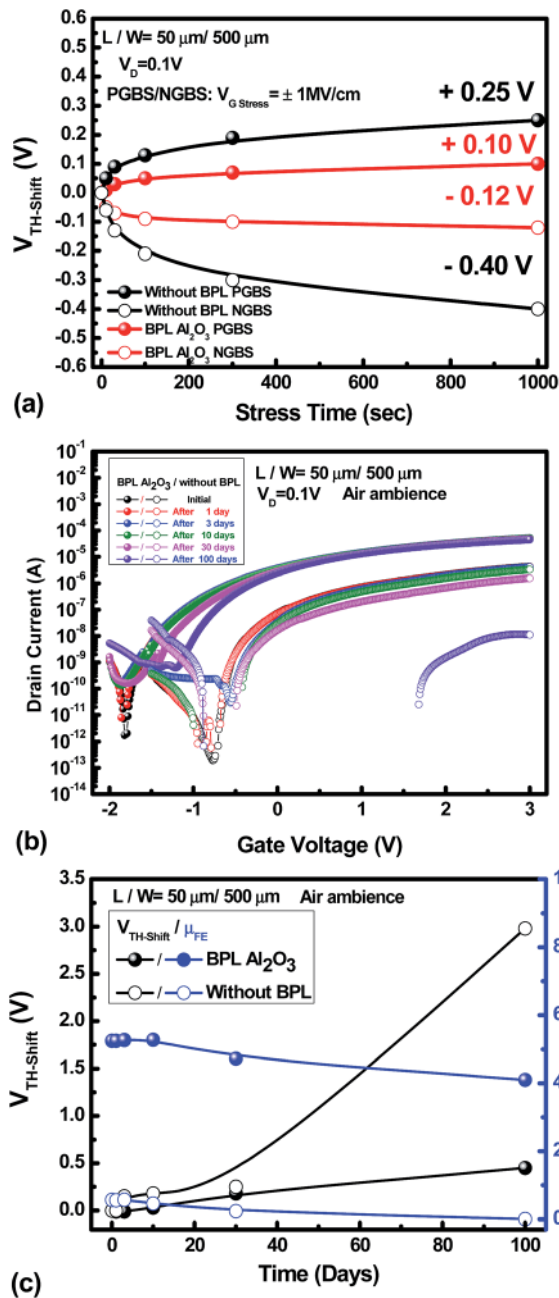 L / W= 50 μm/ 500 μm
V_D=0.1V
PGBS/NGBS: V_G Stress = ± 1MV/cm
+ 0.25 V
+ 0.10 V
- 0.12 V
- 0.40 V
Without BPL PGBS
Without BPL NGBS
BPL Al₂O₃ PGBS
BPL Al₂O₃ NGBS
0.6
0.5
0.4
0.3
0.2
0.1
0.0
-0.1
-0.2
-0.3
-0.4
-0.5
-0.6
V_TH-Shift (V)
0 200 400 600 800 1000
Stress Time (sec)
(a)
BPL Al₂O₃ / without BPL
Initial
After 1 day
After 3 days
After 10 days
After 30 days
After 100 days
L / W= 50 μm/ 500 μm
V_D=0.1V Air ambience
10⁻¹
10⁻²
10⁻³
10⁻⁴
10⁻⁵
10⁻⁶
10⁻⁷
10⁻⁸
10⁻⁹
10⁻¹⁰
10⁻¹¹
10⁻¹²
10⁻¹³
10⁻¹⁴
Drain Current (A)
-2 -1 0 1 2 3
Gate Voltage (V)
(b)
L / W= 50 μm/ 500 μm Air ambience
V_TH-Shift / μ_FE
/ BPL Al₂O₃
/ Without BPL
3.5
3.0
2.5
2.0
1.5
1.0
0.5
0.0
V_TH-Shift (V)
1
8
6
4
2
0
0 20 40 60 80 100
Time (Days)
(c)